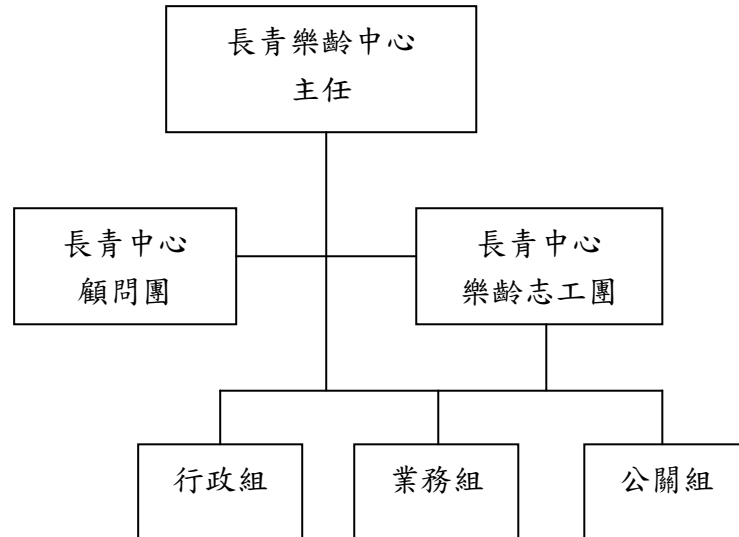 長青樂齡中心
主任
長青中心
顧問團
長青中心
樂齡志工團
行政組
業務組
公關組